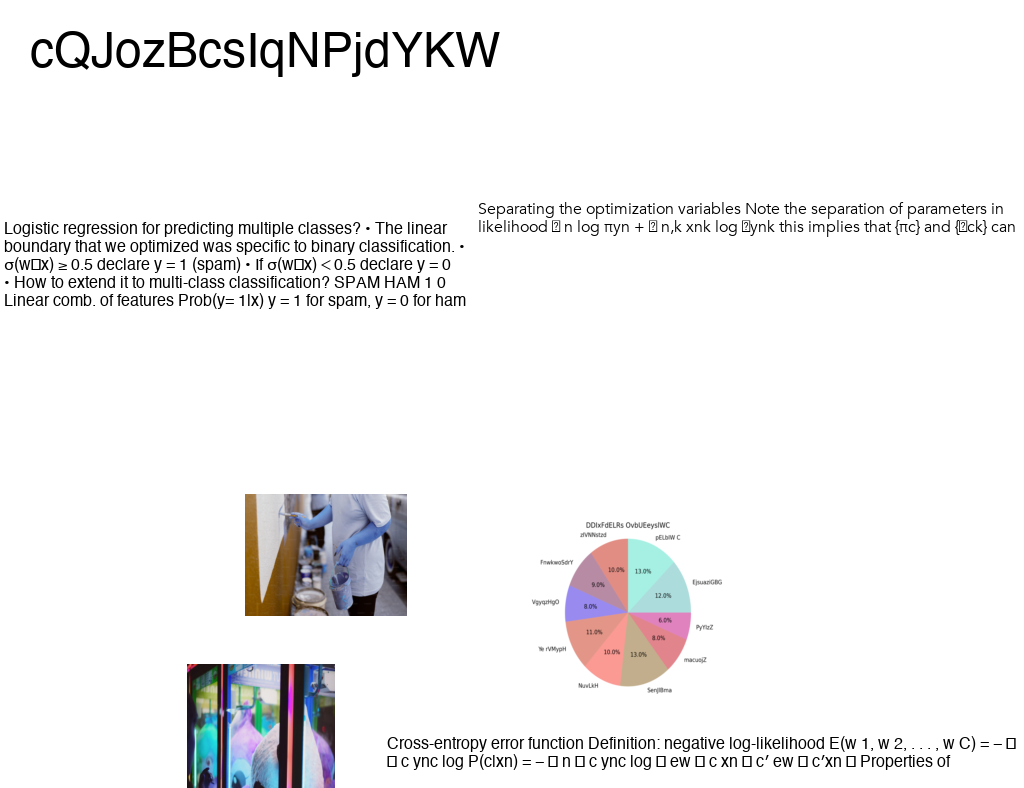 cQJozBcsIqNPjdYKW
Separating the optimization variables Note the separation of parameters in
likelihood � n log πyn + � n,k xnk log �ynk this implies that {πc} and {�ck} can
Logistic regression for predicting multiple classes? • The linear
boundary that we optimized was specific to binary classification. •
σ(w�x) ≥ 0.5 declare y = 1 (spam) • If σ(w�x) < 0.5 declare y = 0
• How to extend it to multi-class classification? SPAM HAM 1 0
Linear comb. of features Prob(y= 1|x) y = 1 for spam, y = 0 for ham
DDlxFdELRs OvbUEeysIWC
zIVNNstzd
pELbIW C
FnwkwoSdrY
10.0%
13.0%
EjsuaziGBG
9.0%
12.0%
VgyqzHgO
8.0%
6.0%
PyYlzZ
11.0%
8.0%
Ye rVMypH
10.0%
13.0%
macuojZ
NuvLkH
SenJlBma
Cross-entropy error function Definition: negative log-likelihood E(w 1, w 2, . . . , w C) = – �
� c ync log P(c|xn) = – � n � c ync log � ew � c xn � c′ ew � c′xn � Properties of